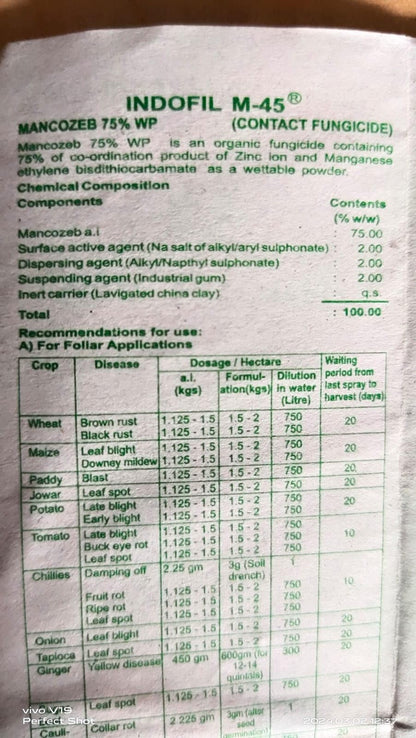 INDOFIL M-45®
MANCOZEB 75% WP (CONTACT FUNGICIDE)
Mancozeb 75% WP is an organic fungicide containing
75% of co-ordination product of Zinc Ion and Manganese
ethylene bisdithiocarbamate as a wettable powder.
Chemical Composition
Components Contents
(% w/w)
Mancozeb a.i : 75.00
Surface active agent (Na salt of alkyl/aryl sulphonate) : 2.00
Dispersing agent (Alkyl/Napthyl sulphonate) : 2.00
Suspending agent (Industrial gum) : 2.00
Inert carrier (Lavigated china clay) : q.s.
Total : 100.00
Recommendations for use:
A) For Foliar Applications
Crop Disease Dosage / Hectare Waiting period from last spray to harvest (days)
a.i. (kgs) Formulation(kgs) Dilution in water (Litre)
Wheat Brown rust 1.125 - 1.5 1.5 - 2 750 20
Black rust 1.125 - 1.5 1.5 - 2 750
Maize Leaf blight 1.125 - 1.5 1.5 - 2 750 20
Downey mildew 1.125 - 1.5 1.5 - 2 750
Paddy Blast 1.125 - 1.5 1.5 - 2 750 20
Jowar Leaf spot 1.125 - 1.5 1.5 - 2 750 20
Potato Late blight 1.125 - 1.5 1.5 - 2 750 20
Early blight 1.125 - 1.5 1.5 - 2 750
Tomato Late blight 1.125 - 1.5 1.5 - 2 750 10
Buck eye rot 1.125 - 1.5 1.5 - 2 750
Leaf spot 1.125 - 1.5 1.5 - 2 750
Chillies Damping off 2.25 gm 3g (Soil drench) 1 10
Fruit rot 1.125 - 1.5 1.5 - 2 750
Ripe rot 1.125 - 1.5 1.5 - 2 750
Leaf spot 1.125 - 1.5 1.5 - 2 750
Onion Leaf blight 1.125 - 1.5 1.5 - 2 750 20
Tapioca Leaf spot 1.125 - 1.5 1.5 - 2 750 20
Ginger Yellow disease 450 gm 600gm (for 12-14 quintals) 300 20
Leaf spot 1.125 - 1.5 1.5 - 2 750 20
Cauli- Collar rot 2.225 gm 3gm (after seed 1
vivo V19
Perfect Shot
2024.03.02 12:37